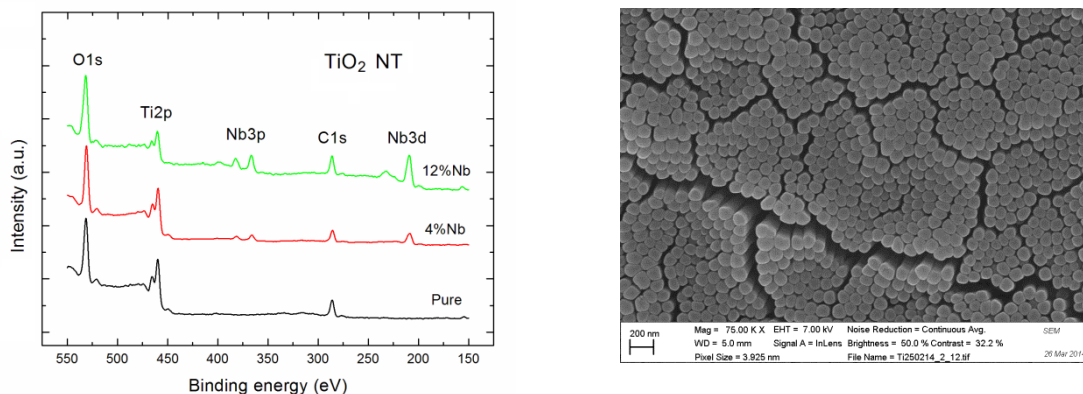 TiO₂ NT
O1s
Ti2p
Nb3p
C1s
Nb3d
12%Nb
4%Nb
Pure
Intensity (a.u.)
550 500 450 400 350 300 250 200 150
Binding energy (eV)
200 nm
Mag = 75.00 K X EHT = 7.00 kV Noise Reduction = Continuous Avg. SEM
WD = 5.0 mm Signal A = InLens Brightness = 50.0 % Contrast = 32.2 %
Pixel Size = 3.925 nm File Name = Ti250214_2_12.tif 26 Mar 2014